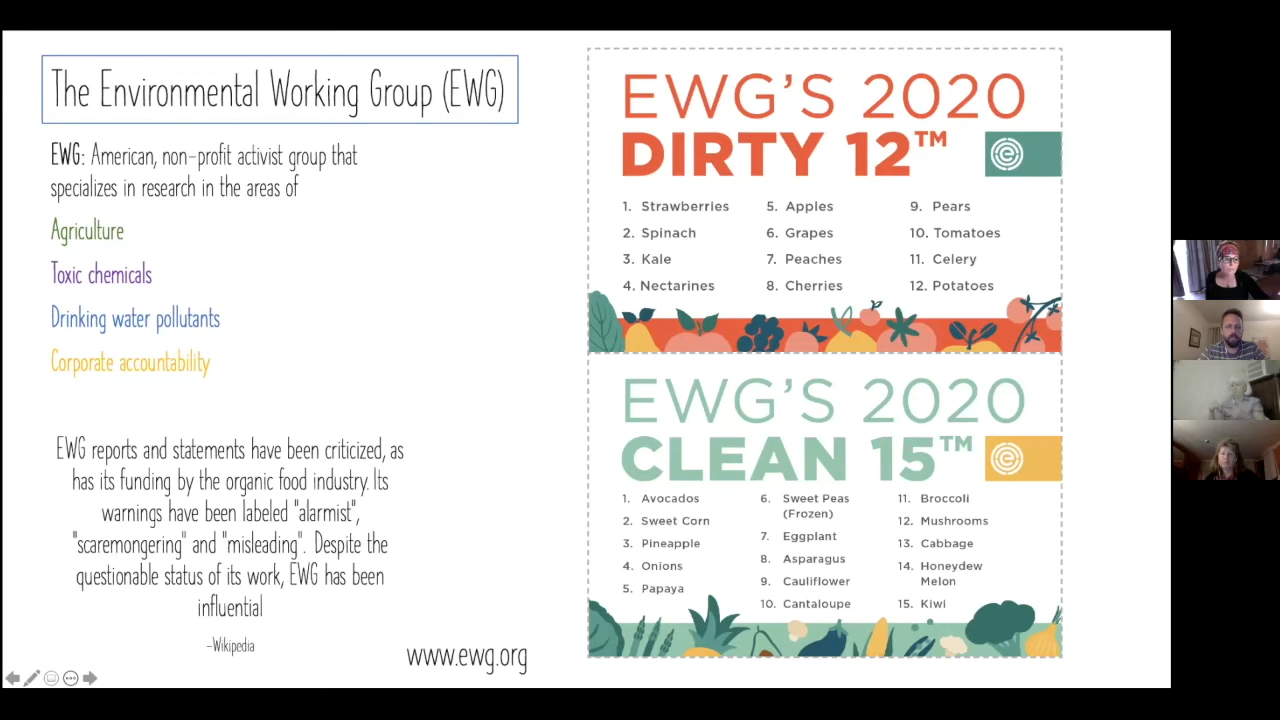 The Environmental Working Group (EWG)
EWG: American, non-profit activist group that
specializes in research in the areas of
Agriculture
Toxic chemicals
Drinking water pollutants
Corporate accountability
EWG reports and statements have been criticized, as
has its funding by the organic food industry. Its
warnings have been labeled "alarmist",
"scaremongering" and "misleading". Despite the
questionable status of its work, EWG has been
influential
-Wikipedia
www.ewg.org
EWG'S 2020
DIRTY 12™
1. Strawberries
2. Spinach
3. Kale
4. Nectarines
5. Apples
6. Grapes
7. Peaches
8. Cherries
9. Pears
10. Tomatoes
11. Celery
12. Potatoes
EWG'S 2020
CLEAN 15™
1. Avocados
2. Sweet Corn
3. Pineapple
4. Onions
5. Papaya
6. Sweet Peas
(Frozen)
7. Eggplant
8. Asparagus
9. Cauliflower
10. Cantaloupe
11. Broccoli
12. Mushrooms
13. Cabbage
14. Honeydew
Melon
15. Kiwi